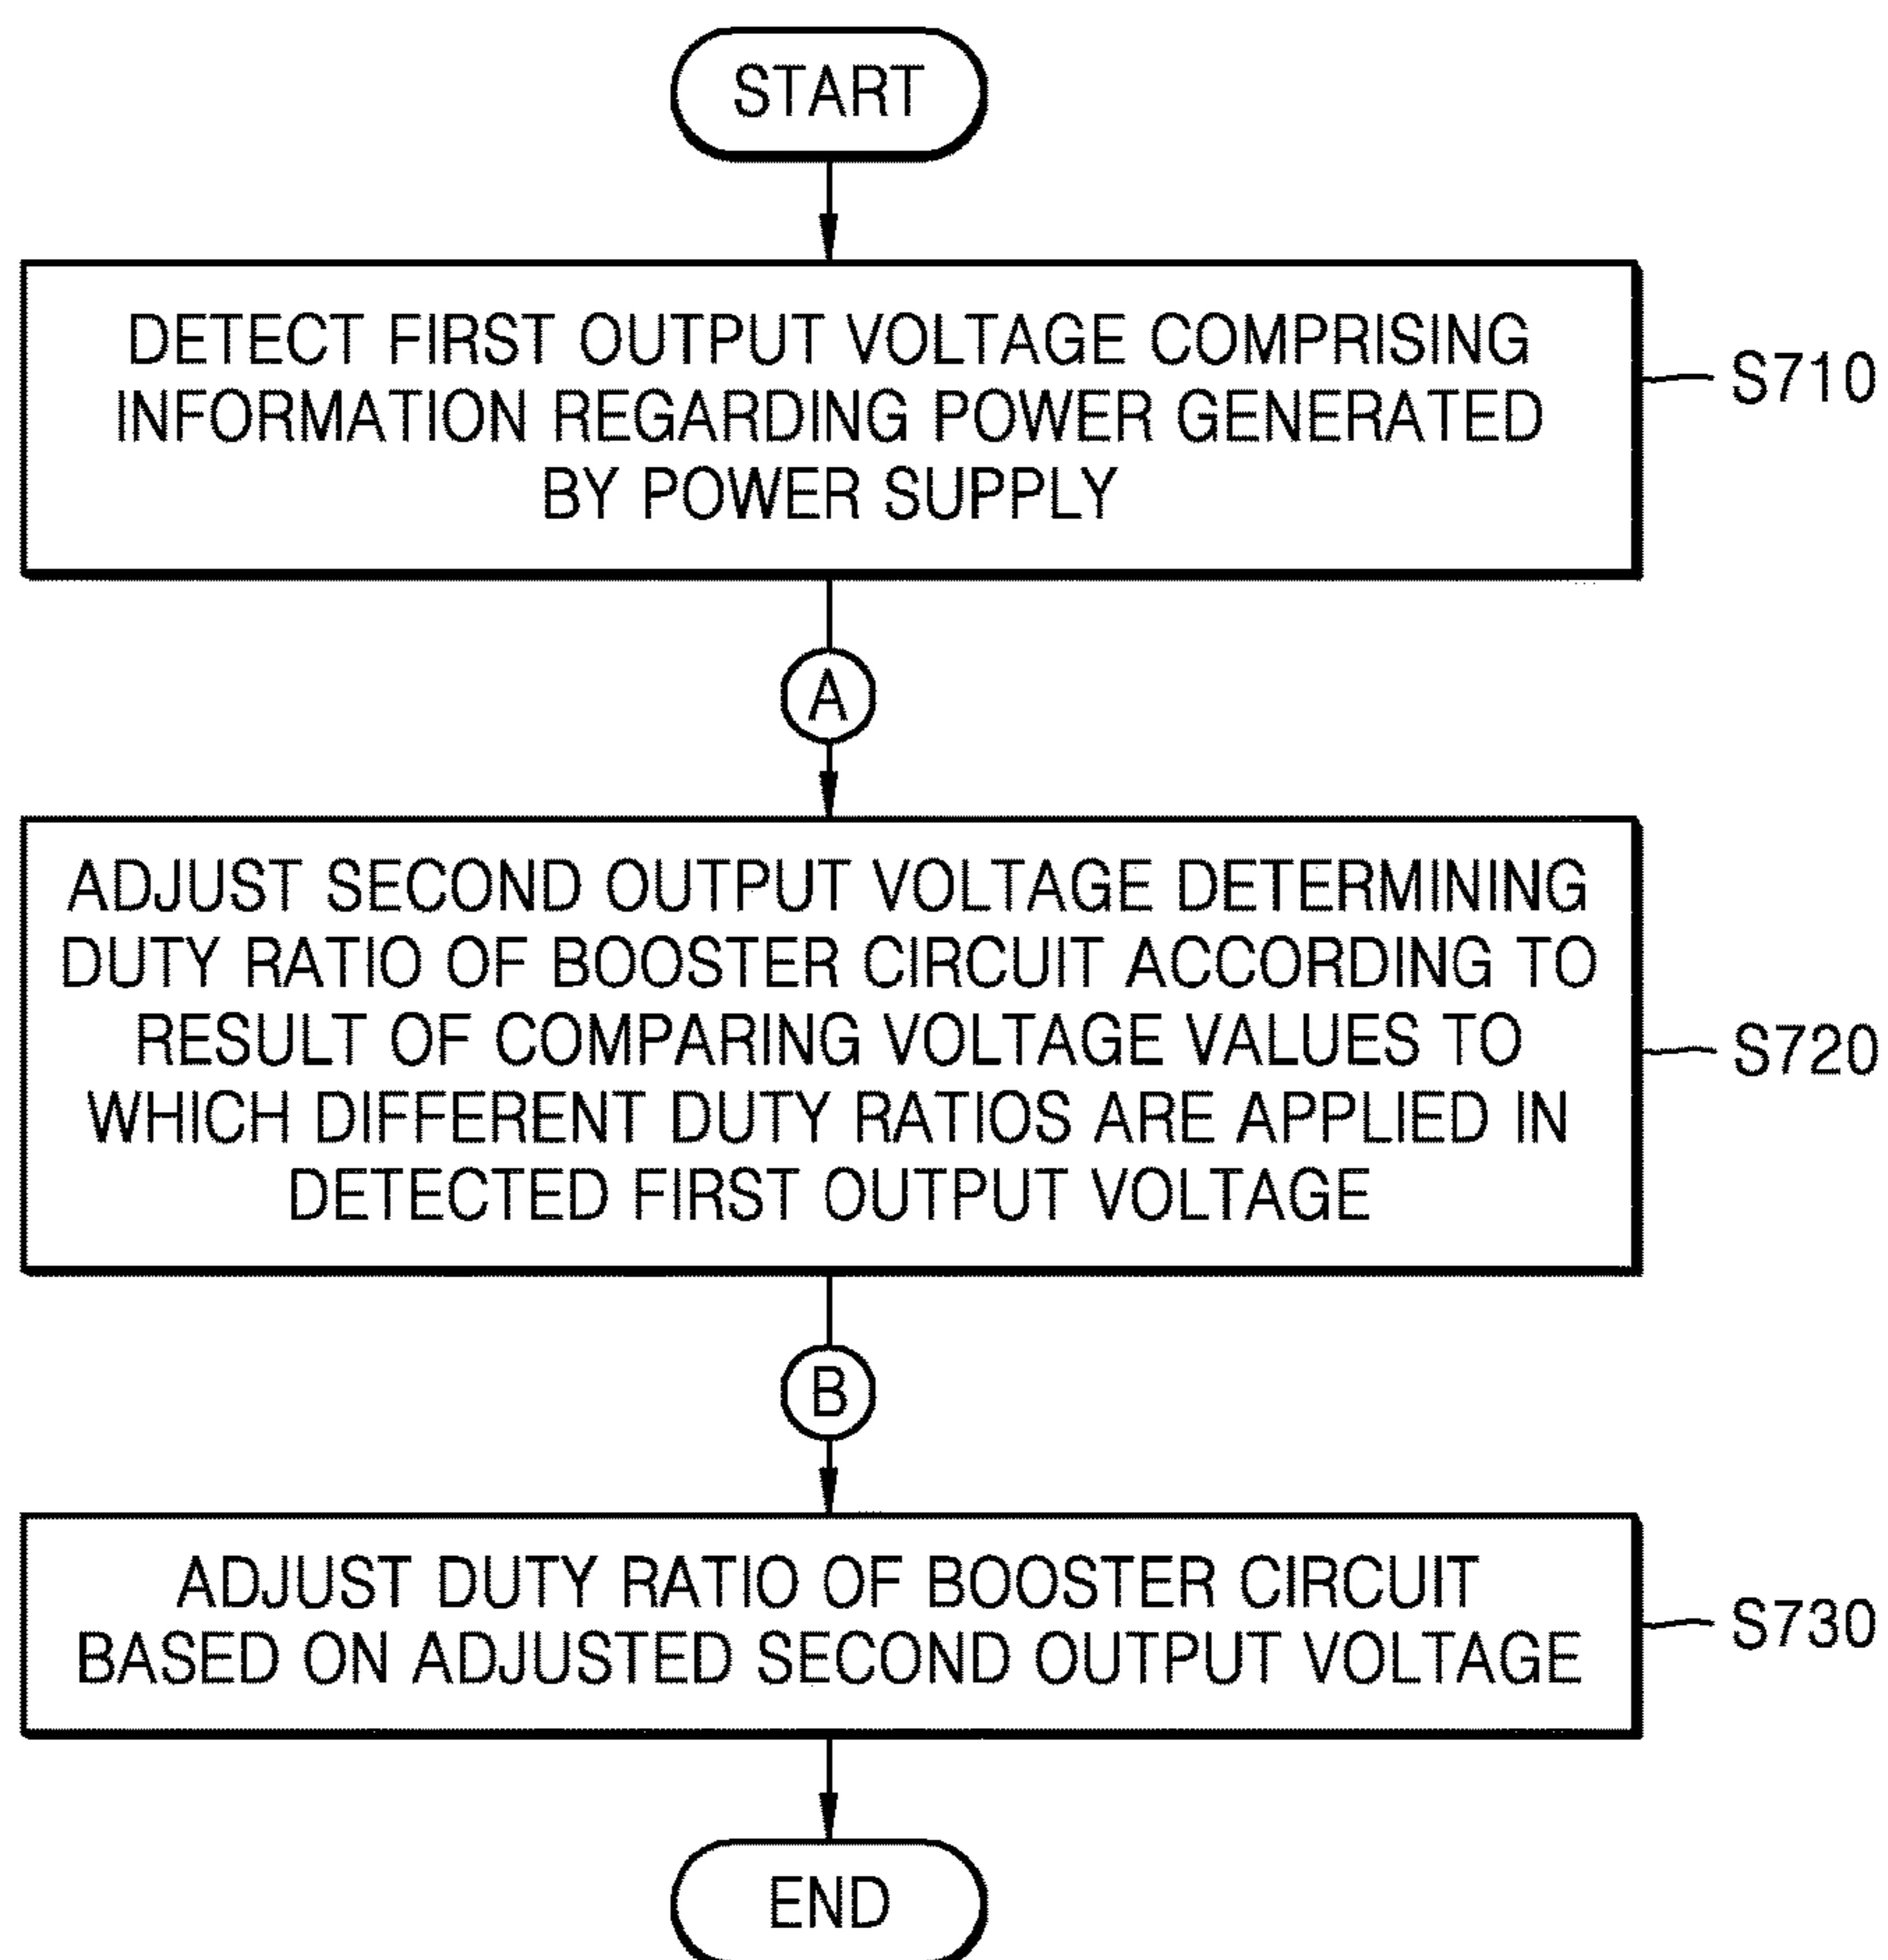 START
DETECT FIRST OUTPUT VOLTAGE COMPRISING
INFORMATION REGARDING POWER GENERATED
BY POWER SUPPLY
S710
A
ADJUST SECOND OUTPUT VOLTAGE DETERMINING
DUTY RATIO OF BOOSTER CIRCUIT ACCORDING TO
RESULT OF COMPARING VOLTAGE VALUES TO
WHICH DIFFERENT DUTY RATIOS ARE APPLIED IN
DETECTED FIRST OUTPUT VOLTAGE
S720
B
ADJUST DUTY RATIO OF BOOSTER CIRCUIT
BASED ON ADJUSTED SECOND OUTPUT VOLTAGE
S730
END